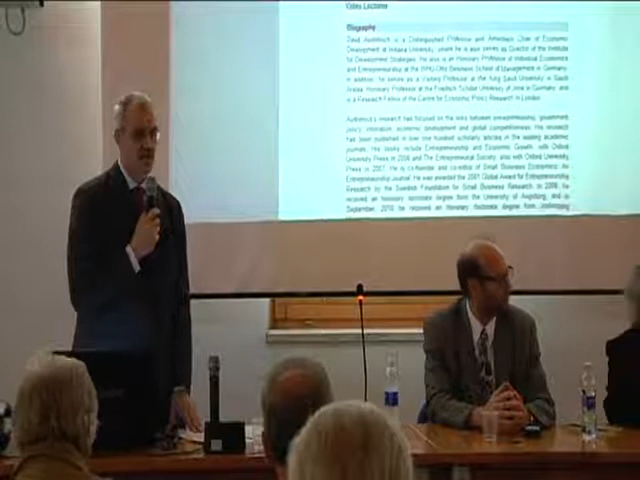 Video Lectures
Biography
David Audretsch is a Distinguished Professor and Ameritech Chair of Economic
Development at Indiana University, where he is also serves as Director of the Institute
for Development Strategies. He also is an Honorary Professor of Industrial Economics
and Entrepreneurship at the WHU-Otto Beisheim School of Management in Germany.
In addition, he serves as a Visiting Professor at the King Saud University in Saudi
Arabia, Honorary Professor at the Friedrich Schiller University of Jena in Germany, and
is a Research Fellow of the Centre for Economic Policy Research in London.
Audretsch's research has focused on the links between entrepreneurship, government
policy, innovation, economic development and global competitiveness. His research
has been published in over one hundred scholarly articles in the leading academic
journals. His books include Entrepreneurship and Economic Growth, with Oxford
University Press in 2006 and The Entrepreneurial Society, also with Oxford University
Press in 2007. He is co-founder and co-editor of Small Business Economics: An
Entrepreneurship Journal. He was awarded the 2001 Global Award for Entrepreneurship
Research by the Swedish Foundation for Small Business Research. In 2008, he
received an honorary doctorate degree from the University of Augsburg, and in
September, 2010 he received an Honorary doctorate degree from Jonkoping